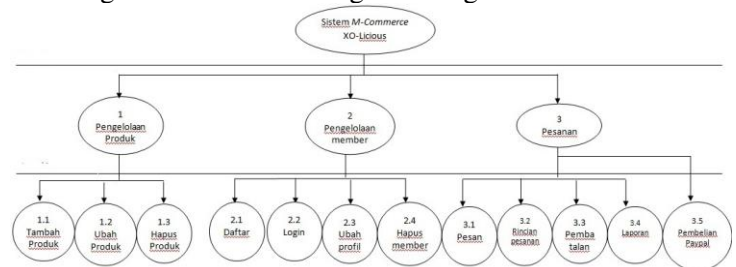 Sistem M-Commerce
XO-Licious
1
Pengelolaan
Produk
2
Pengelolaan
member
3
Pesanan
1.1
Tambah
Produk
1.2
Ubah
Produk
1.3
Hapus
Produk
2.1
Daftar
2.2
Login
2.3
Ubah
profil
2.4
Hapus
member
3.1
Pesan
3.2
Rincian
pesanan
3.3
Pemba
talan
3.4
Laporan
3.5
Pembelian
Paypal